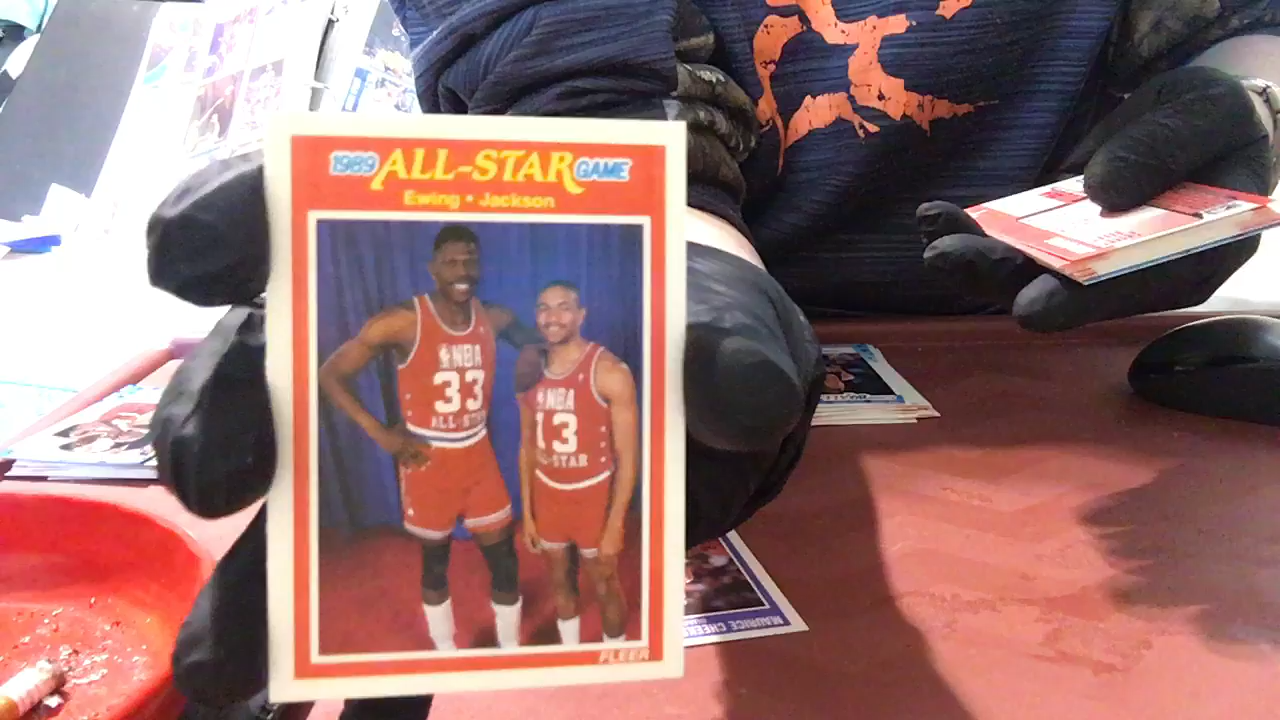 1989 ALL-STAR GAME
Ewing • Jackson
NBA
33
ALL-STAR
NBA
13
ALL-STAR
FLEER
MAURICE CHEEKS